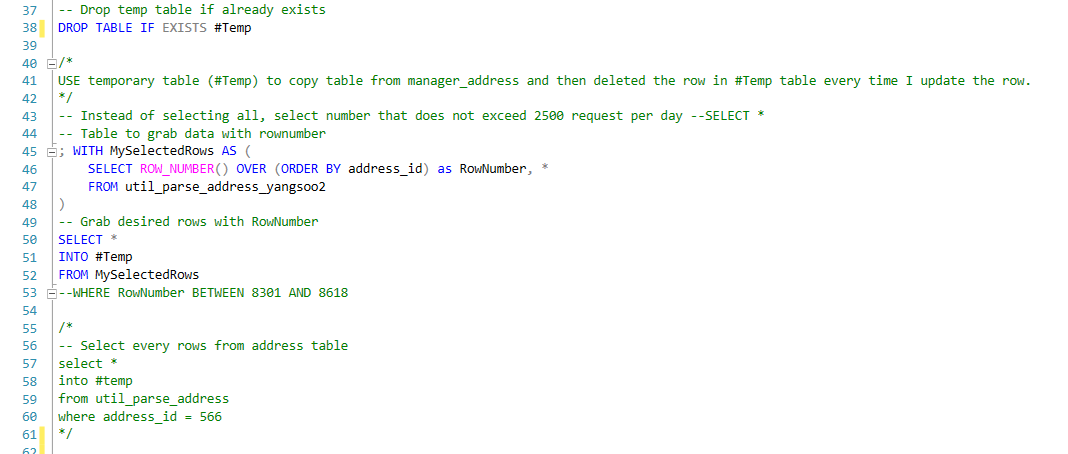 37 -- Drop temp table if already exists
38 DROP TABLE IF EXISTS #Temp
39
40 /*
41 USE temporary table (#Temp) to copy table from manager_address and then deleted the row in #Temp table every time I update the row.
42 */
43 -- Instead of selecting all, select number that does not exceed 2500 request per day --SELECT *
44 -- Table to grab data with rownumber
45 ; WITH MySelectedRows AS (
46     SELECT ROW_NUMBER() OVER (ORDER BY address_id) as RowNumber, *
47     FROM util_parse_address_yangsoo2
48 )
49 -- Grab desired rows with RowNumber
50 SELECT *
51 INTO #Temp
52 FROM MySelectedRows
53 --WHERE RowNumber BETWEEN 8301 AND 8618
54
55 /*
56 -- Select every rows from address table
57 select *
58 into #temp
59 from util_parse_address
60 where address_id = 566
61 */
62